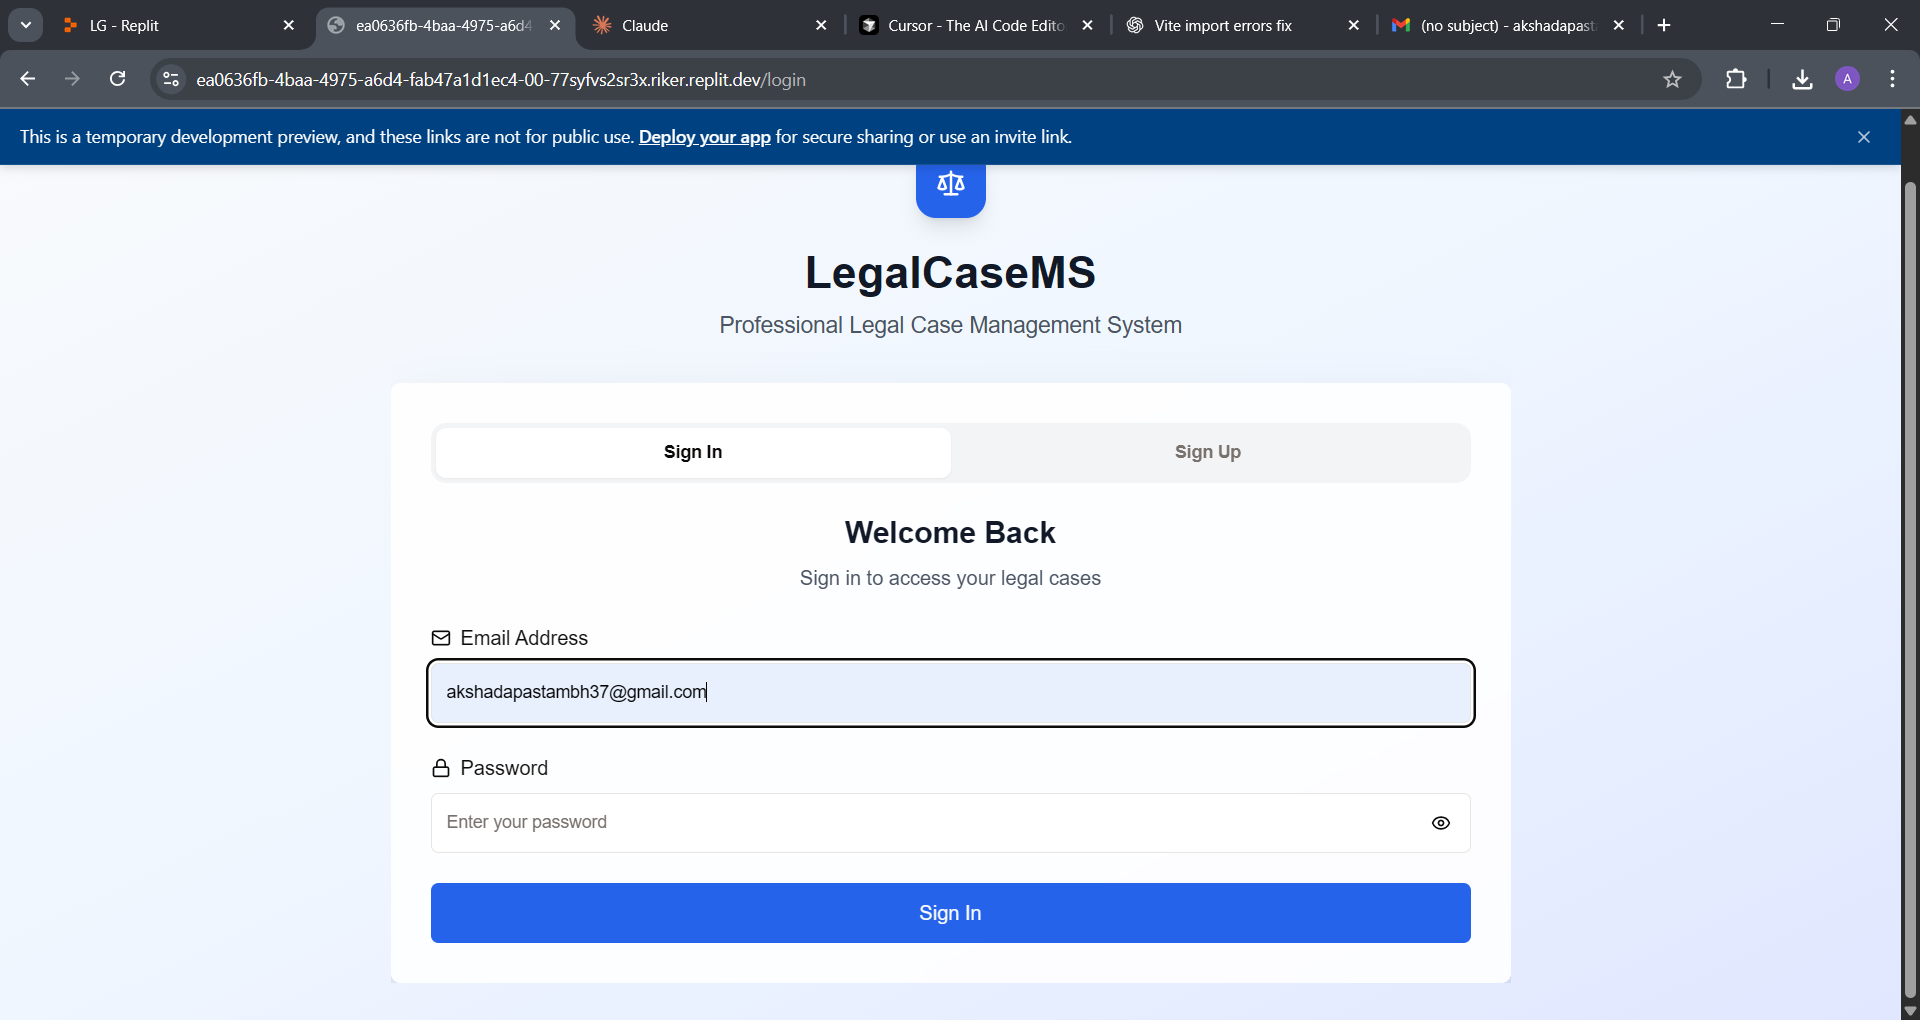 LG - Replit
ea0636fb-4baa-4975-a6d4-
Claude
Cursor - The AI Code Edito
Vite import errors fix
(no subject) - akshadapast
ea0636fb-4baa-4975-a6d4-fab47a1d1ec4-00-77syfvs2sr3x.riker.replit.dev/login
A
This is a temporary development preview, and these links are not for public use. Deploy your app for secure sharing or use an invite link.
LegalCaseMS
Professional Legal Case Management System
Sign In
Sign Up
Welcome Back
Sign in to access your legal cases
Email Address
akshadapastambh37@gmail.com
Password
Enter your password
Sign In